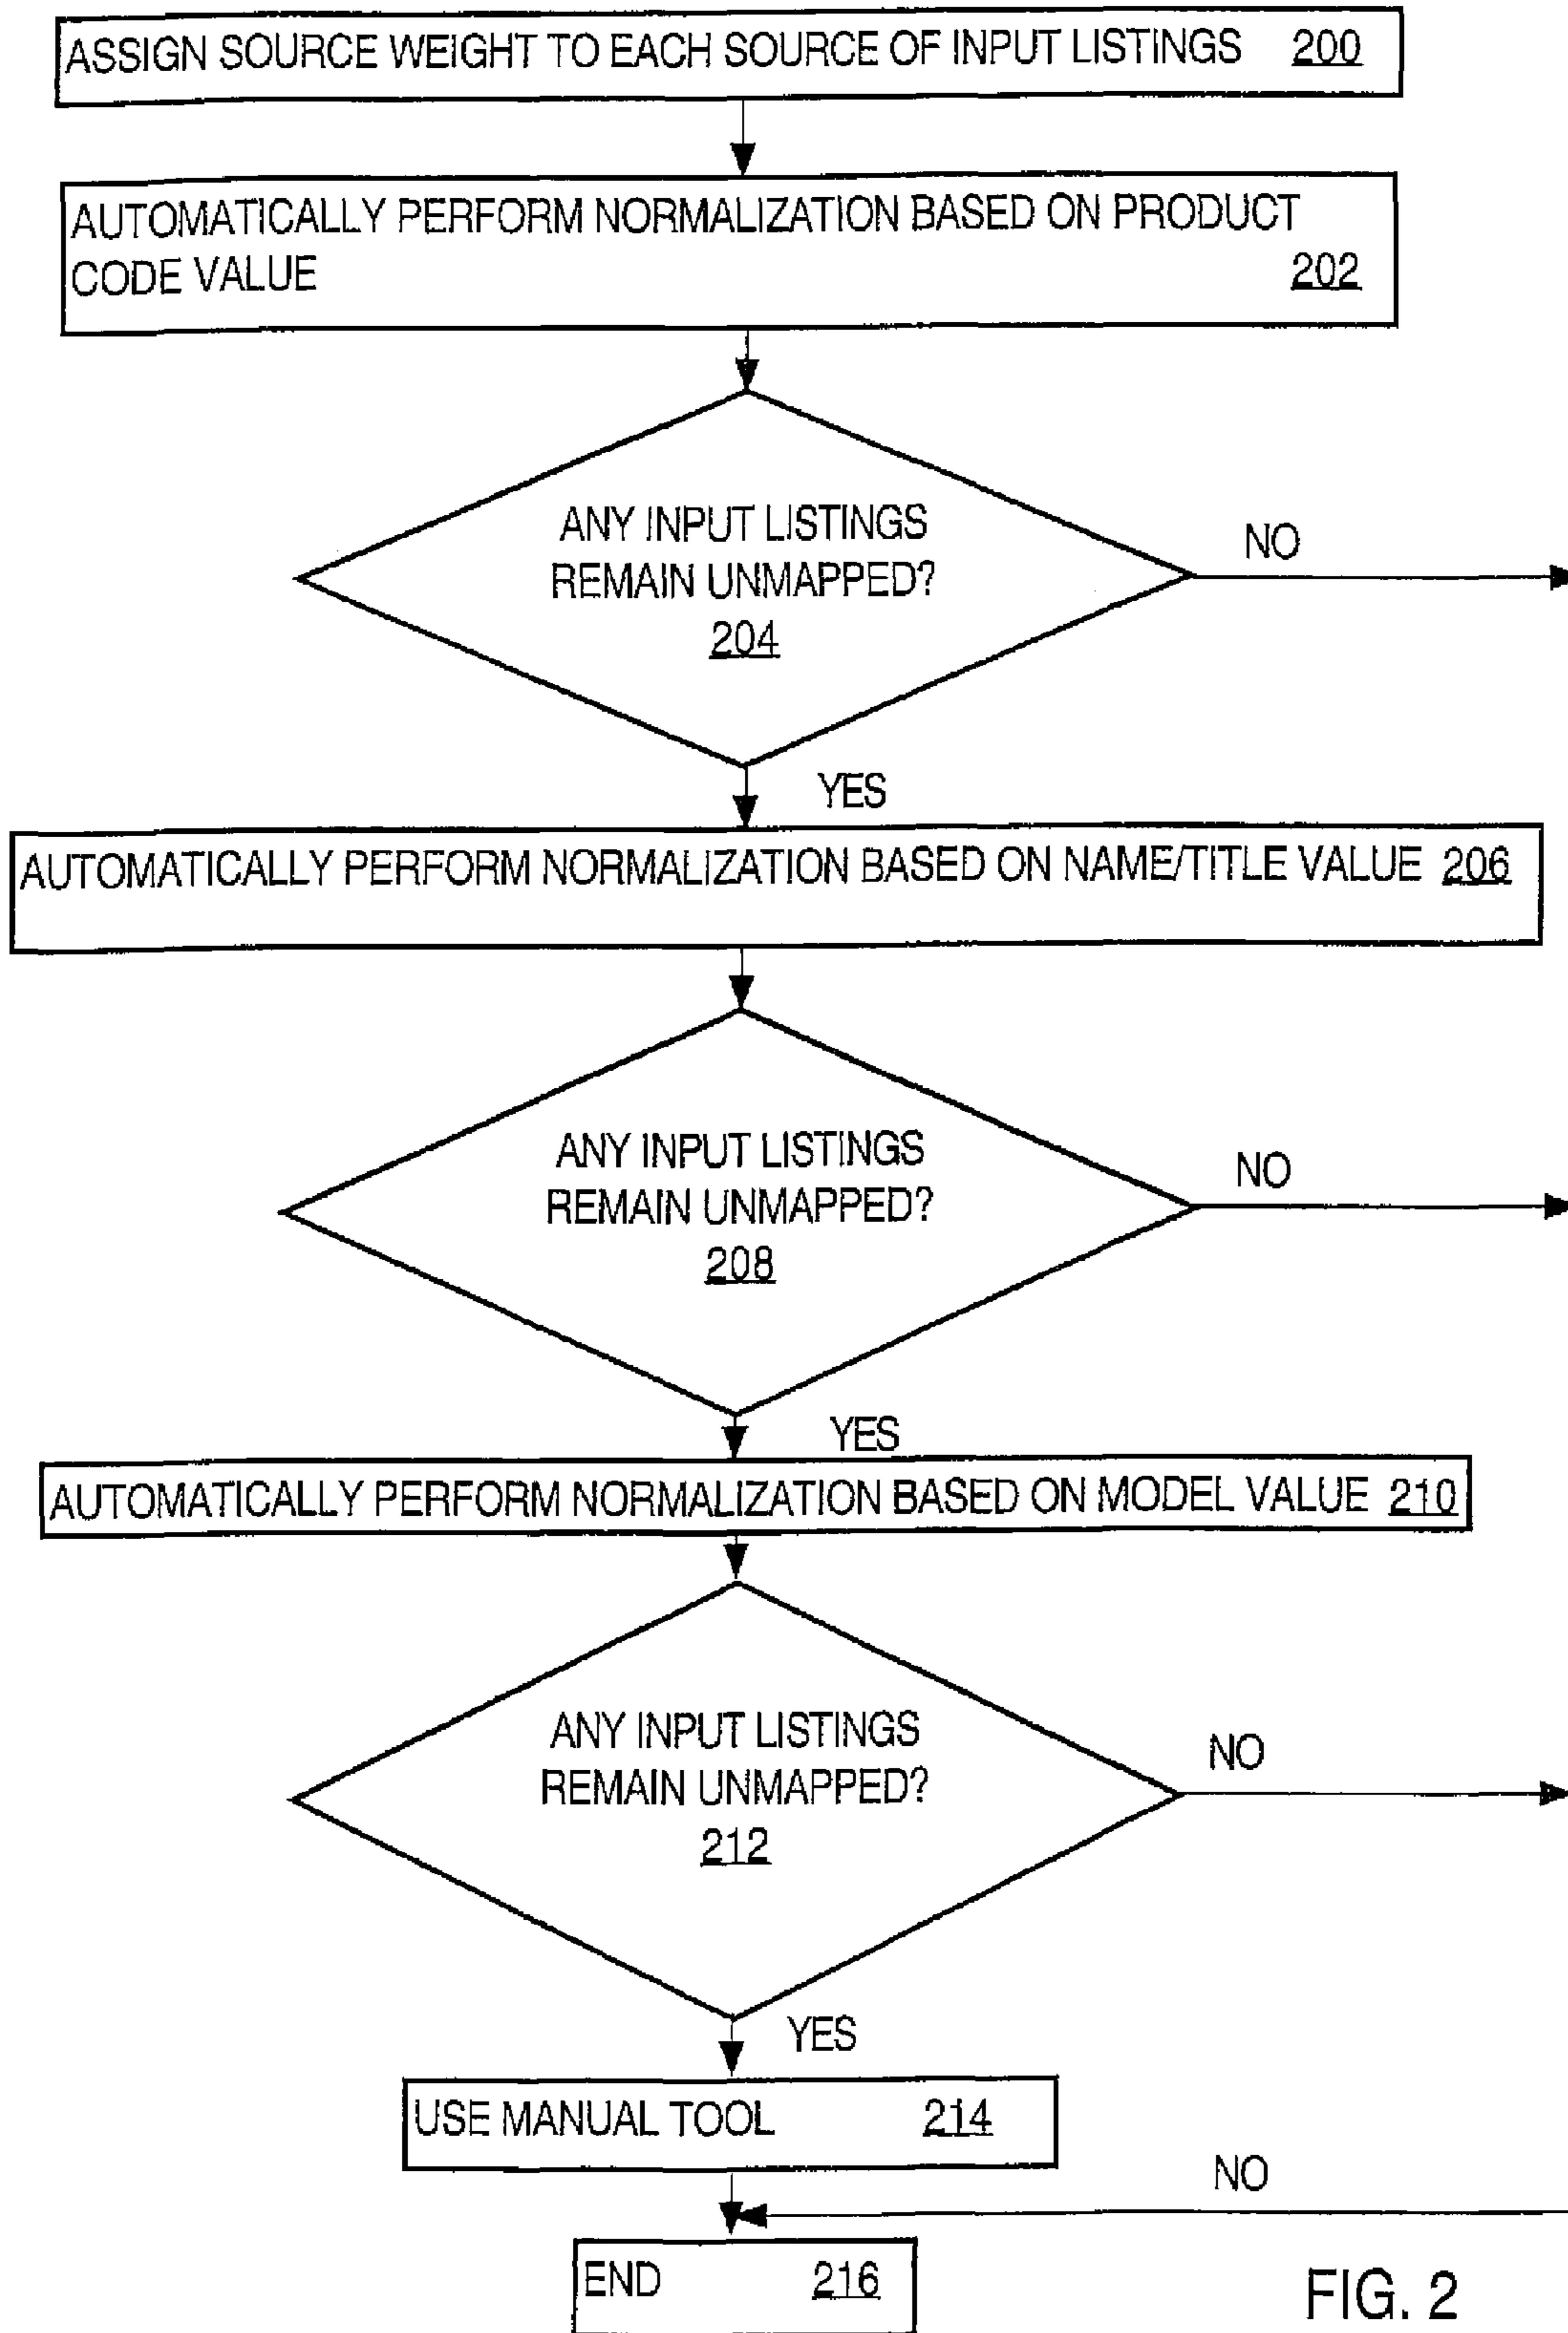 ASSIGN SOURCE WEIGHT TO EACH SOURCE OF INPUT LISTINGS 200
AUTOMATICALLY PERFORM NORMALIZATION BASED ON PRODUCT
CODE VALUE 202
ANY INPUT LISTINGS
REMAIN UNMAPPED?
204
NO
YES
AUTOMATICALLY PERFORM NORMALIZATION BASED ON NAME/TITLE VALUE 206
ANY INPUT LISTINGS
REMAIN UNMAPPED?
208
NO
YES
AUTOMATICALLY PERFORM NORMALIZATION BASED ON MODEL VALUE 210
ANY INPUT LISTINGS
REMAIN UNMAPPED?
212
NO
YES
USE MANUAL TOOL 214
NO
END 216
FIG. 2